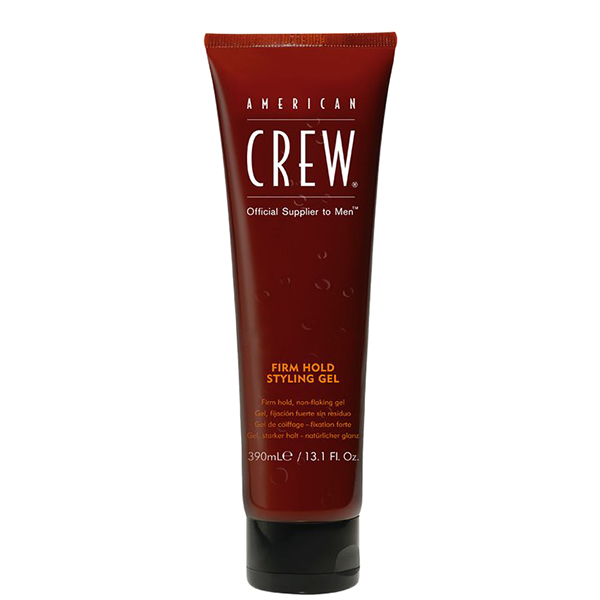 AMERICAN
CREW®
Official Supplier to Men™
FIRM HOLD
STYLING GEL
Firm hold, non-flaking gel
Gel, fijación fuerte sin residuo
Gel de coiffage - fixation forte
Gel, starker halt - natürlicher glanz
390mL℮ / 13.1 Fl. Oz.